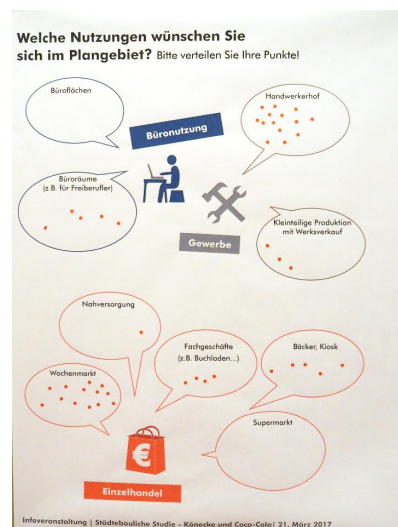 Welche Nutzungen wünschen Sie
sich im Plangebiet? Bitte verteilen Sie Ihre Punkte!
Büroflächen
Handwerkerhof
Büronutzung
Büroräume
(z.B. für Freiberufler)
Kleinteilige Produktion
mit Werksverkauf
Gewerbe
Nahversorgung
Fachgeschäfte
(z.B. Buchladen...)
Bäcker, Kiosk
Wochenmarkt
Supermarkt
€
Einzelhandel
Infoveranstaltung | Städtebauliche Studie - Könecke und Coca-Cola| 21. März 2017